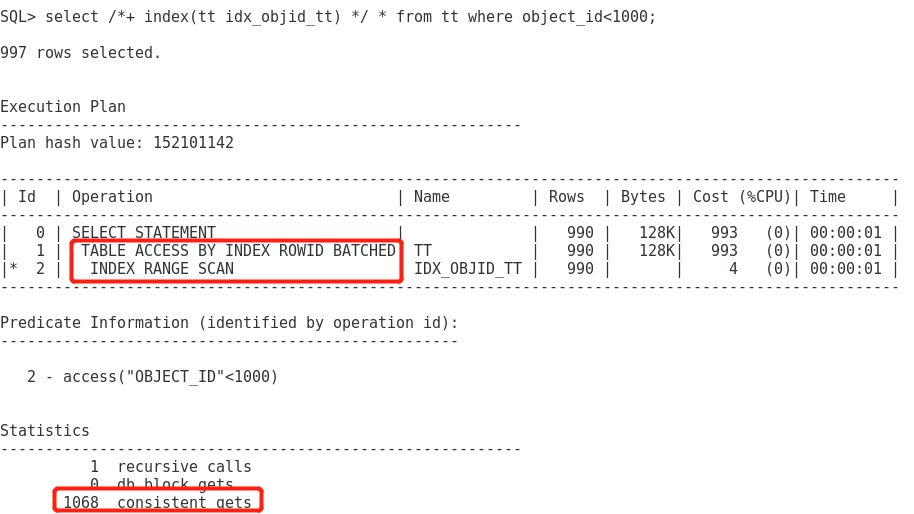 SQL> select /*+ index(tt idx_objid_tt) */ * from tt where object_id<1000;
997 rows selected.
Execution Plan
----------------------------------------------------------
Plan hash value: 152101142
----------------------------------------------------------------------------------------------------
| Id  | Operation                           | Name         | Rows  | Bytes | Cost (%CPU)| Time     |
----------------------------------------------------------------------------------------------------
|   0 | SELECT STATEMENT                    |              |   990 |   128K|   993   (0)| 00:00:01 |
|   1 |  TABLE ACCESS BY INDEX ROWID BATCHED| TT           |   990 |   128K|   993   (0)| 00:00:01 |
|*  2 |   INDEX RANGE SCAN                  | IDX_OBJID_TT |   990 |       |     4   (0)| 00:00:01 |
----------------------------------------------------------------------------------------------------
Predicate Information (identified by operation id):
---------------------------------------------------
   2 - access("OBJECT_ID"<1000)
Statistics
----------------------------------------------------------
          1  recursive calls
          0  db block gets
       1068  consistent gets